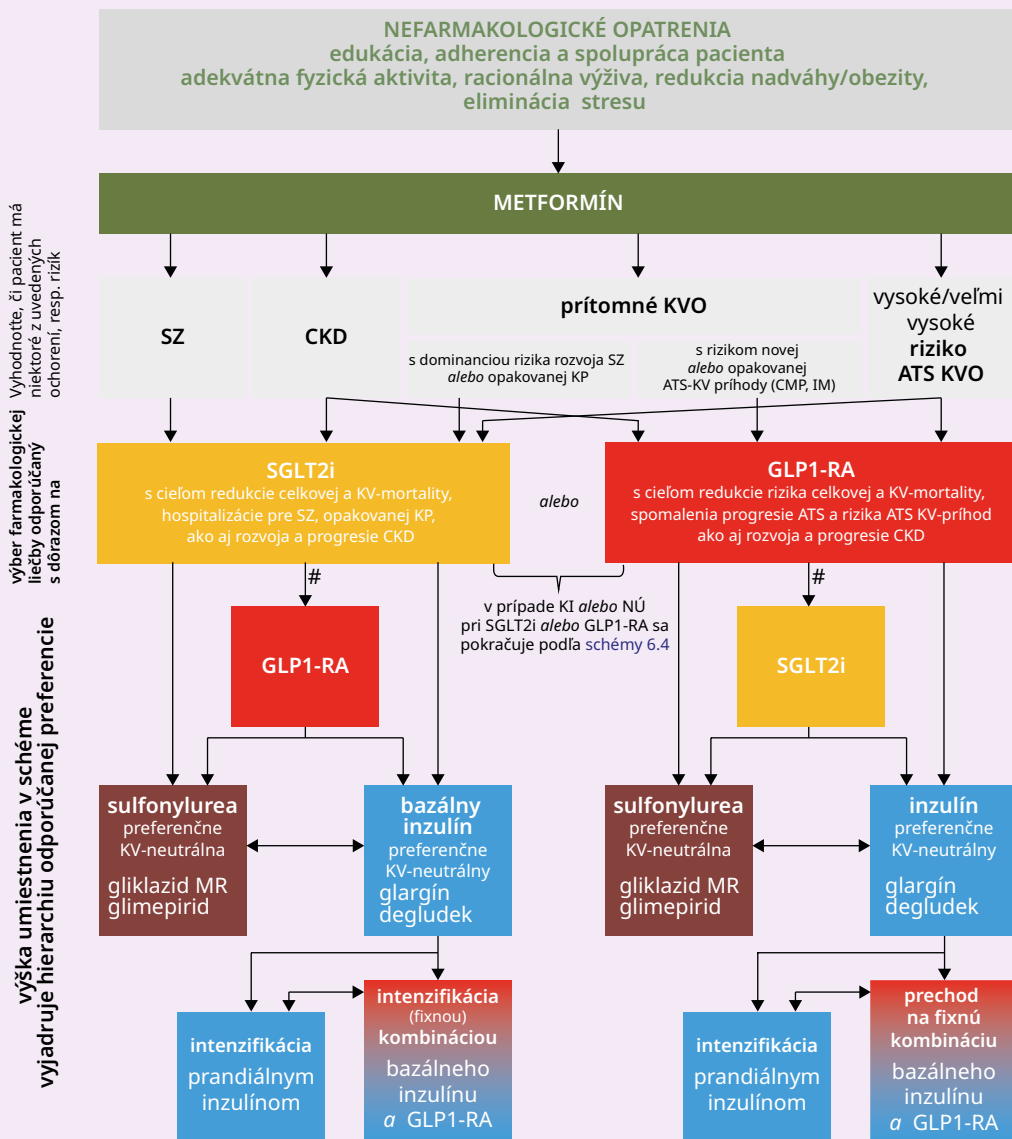 NEFARMAKOLOGICKÉ OPATRENIA
edukácia, adherencia a spolupráca pacienta
adekvátna fyzická aktivita, racionálna výživa, redukcia nadváhy/obezity,
eliminácia stresu
METFORMÍN
Vyhodnoťte, či pacient má
niektoré z uvedených
ochorení, resp. rizík
SZ
CKD
prítomné KVO
s dominanciou rizika rozvoja SZ
alebo opakovanej KP
s rizikom novej
alebo opakovanej
ATS-KV príhody (CMP, IM)
vysoké/veľmi
vysoké
riziko
ATS KVO
výber farmakologickej
liečby odporúčaný
s dôrazom na
SGLT2i
s cieľom redukcie celkovej a KV-mortality,
hospitalizácie pre SZ, opakovanej KP,
ako aj rozvoja a progresie CKD
alebo
GLP1-RA
s cieľom redukcie rizika celkovej a KV-mortality,
spomalenia progresie ATS a rizika ATS KV-príhod
ako aj rozvoja a progresie CKD
#
#
v prípade KI alebo NÚ
pri SGLT2i alebo GLP1-RA sa
pokračuje podľa schémy 6.4
GLP1-RA
SGLT2i
výška umiestnenia v schéme
vyjadruje hierarchiu odporúčanej preferencie
sulfonylurea
preferenčne
KV-neutrálna
gliklazid MR
glimepirid
bazálny
inzulín
preferenčne
KV-neutrálny
glargín
degludek
sulfonylurea
preferenčne
KV-neutrálna
gliklazid MR
glimepirid
inzulín
preferenčne
KV-neutrálny
glargín
degludek
intenzifikácia
prandiálnym
inzulínom
intenzifikácia
(fixnou)
kombináciou
bazálneho
inzulínu
a GLP1-RA
intenzifikácia
prandiálnym
inzulínom
prechod
na fixnú
kombináciu
bazálneho
inzulínu
a GLP1-RA